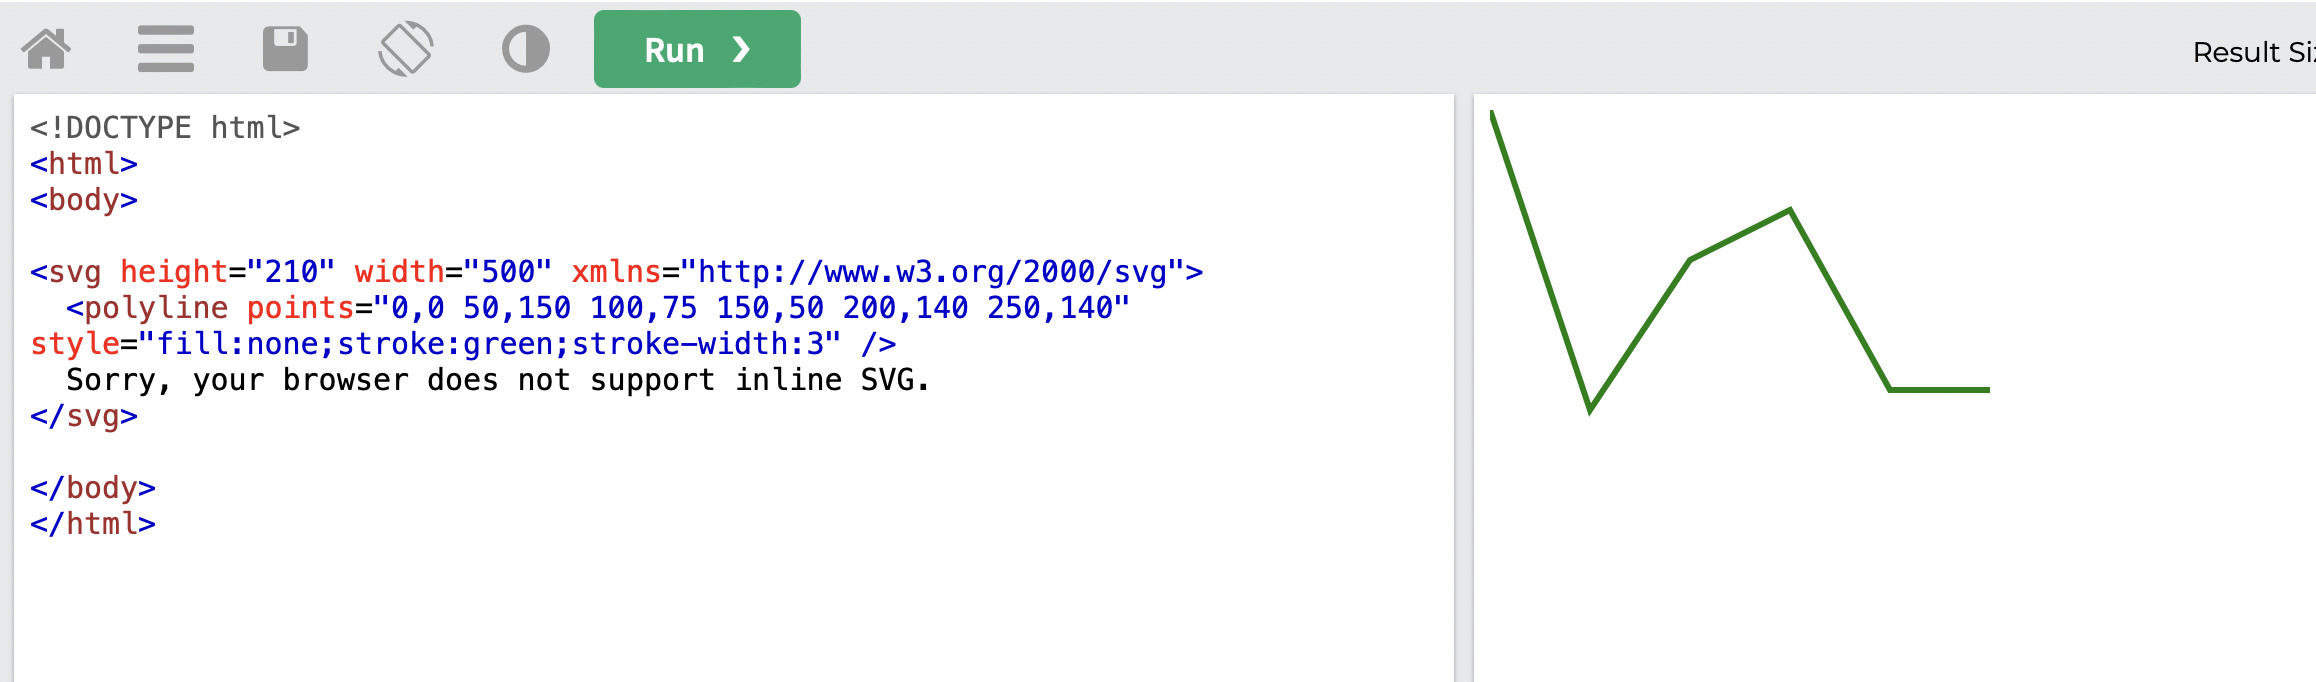 Run ❯
Result Siz
<!DOCTYPE html>
<html>
<body>
<svg height="210" width="500" xmlns="http://www.w3.org/2000/svg">
<polyline points="0,0 50,150 100,75 150,50 200,140 250,140"
style="fill:none;stroke:green;stroke-width:3" />
Sorry, your browser does not support inline SVG.
</svg>
</body>
</html>